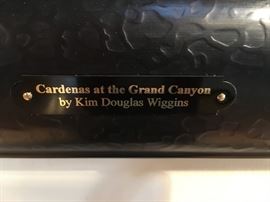 Cardenas at the Grand Canyon
by Kim Douglas Wiggins